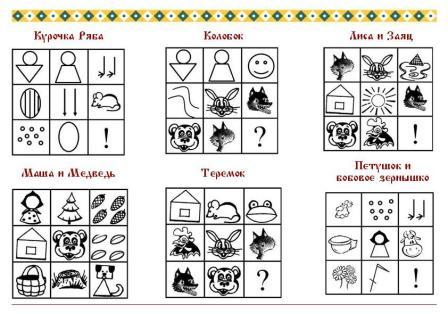 Курочка Ряба
Колобок
Лиса и Заяц
!
?
!
Маша и Медведь
Теремок
Петушок и
бобовое зернышко
?
!